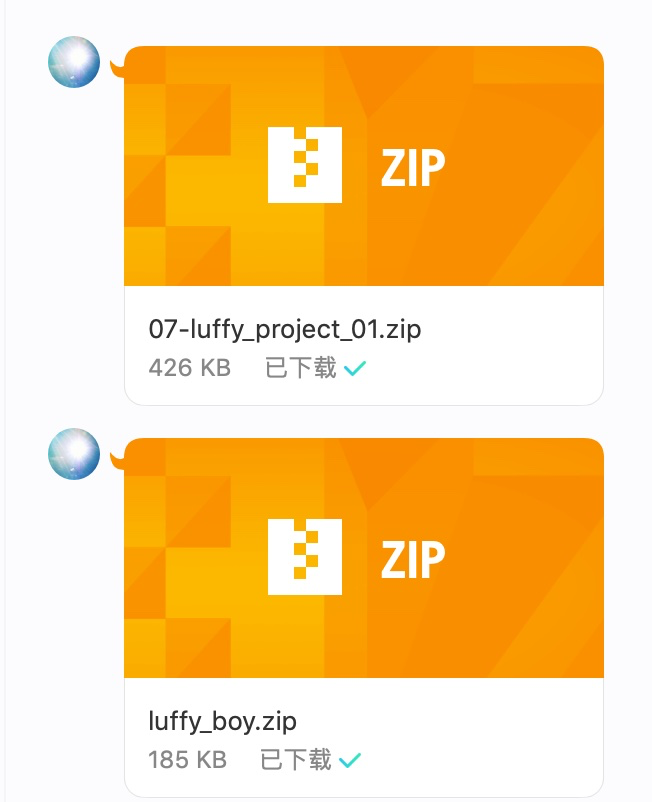 ZIP
07-luffy_project_01.zip
426 KB 已下载
ZIP
luffy_boy.zip
185 KB 已下载